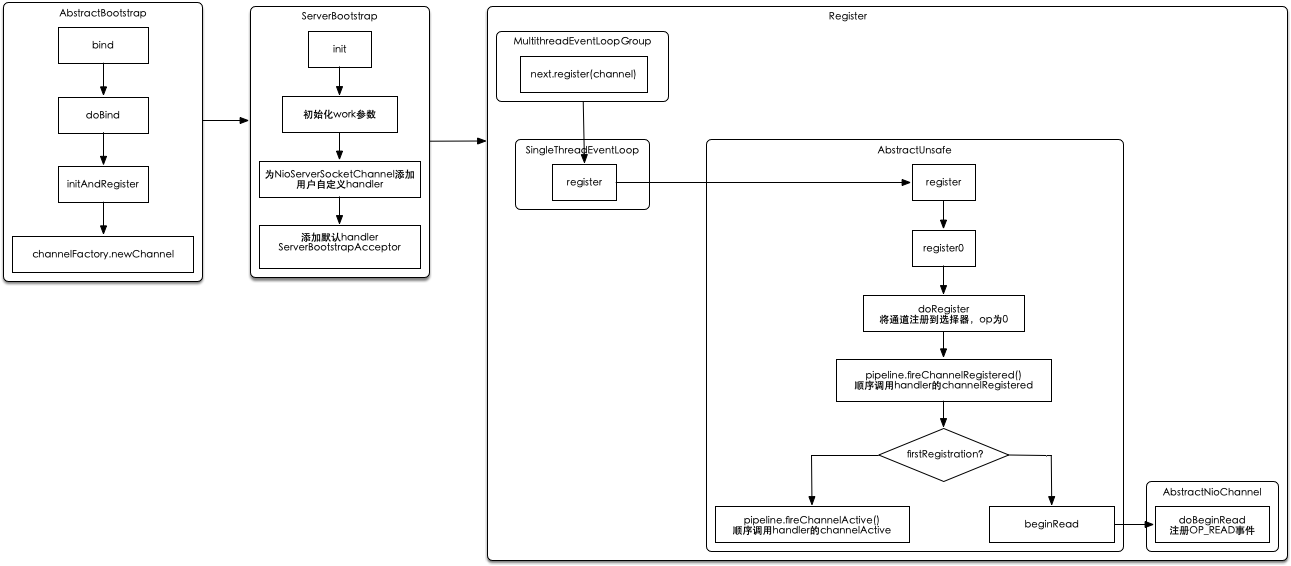 AbstractBootstrap
bind
doBind
initAndRegister
channelFactory.newChannel
ServerBootstrap
init
初始化work参数
为NioServerSocketChannel添加
用户自定义handler
添加默认handler
ServerBootstrapAcceptor
Register
MultithreadEventLoopGroup
next.register(channel)
SingleThreadEventLoop
register
AbstractUnsafe
register
register0
doRegister
将通道注册到选择器，op为0
pipeline.fireChannelRegistered()
顺序调用handler的channelRegistered
firstRegistration?
pipeline.fireChannelActive()
顺序调用handler的channelActive
beginRead
AbstractNioChannel
doBeginRead
注册OP_READ事件